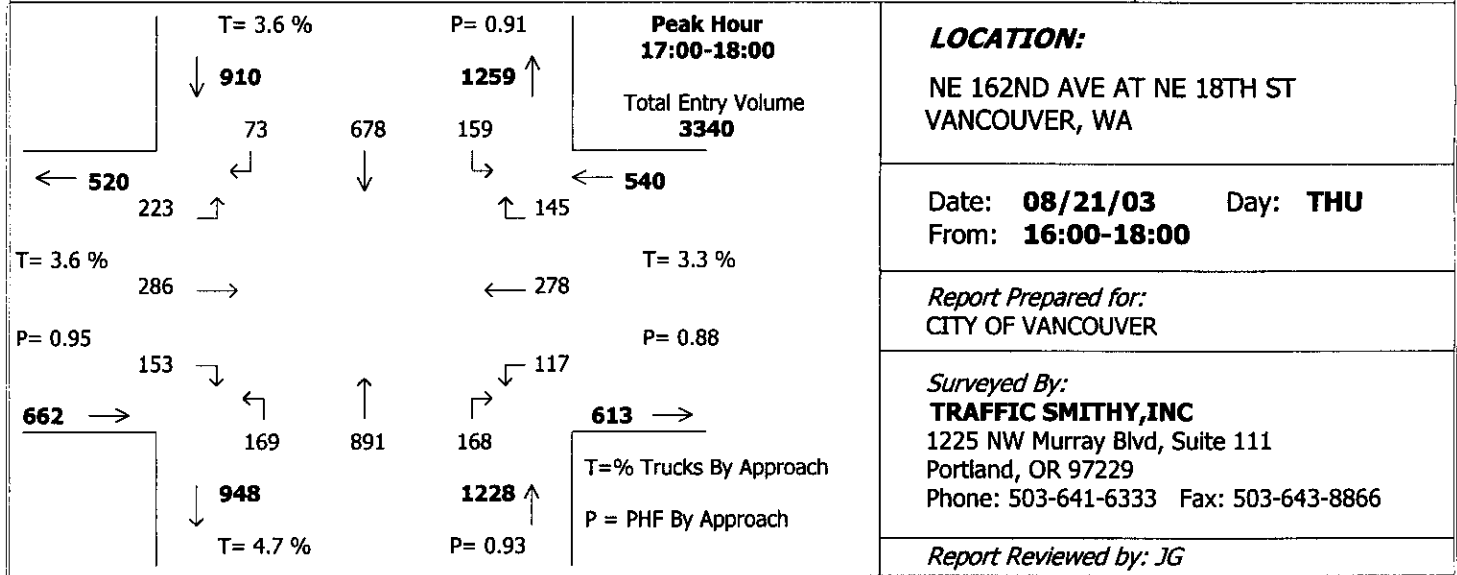 T= 3.6 % P= 0.91 Peak Hour
17:00-18:00
910 1259
Total Entry Volume
3340
73 678 159
520 540
223 145
T= 3.6 % T= 3.3 %
286 278
P= 0.95 P= 0.88
153 117
662 613
169 891 168
T=% Trucks By Approach
948 1228
P = PHF By Approach
T= 4.7 % P= 0.93
LOCATION:
NE 162ND AVE AT NE 18TH ST
VANCOUVER, WA
Date: 08/21/03 Day: THU
From: 16:00-18:00
Report Prepared for:
CITY OF VANCOUVER
Surveyed By:
TRAFFIC SMITHY,INC
1225 NW Murray Blvd, Suite 111
Portland, OR 97229
Phone: 503-641-6333 Fax: 503-643-8866
Report Reviewed by: JG